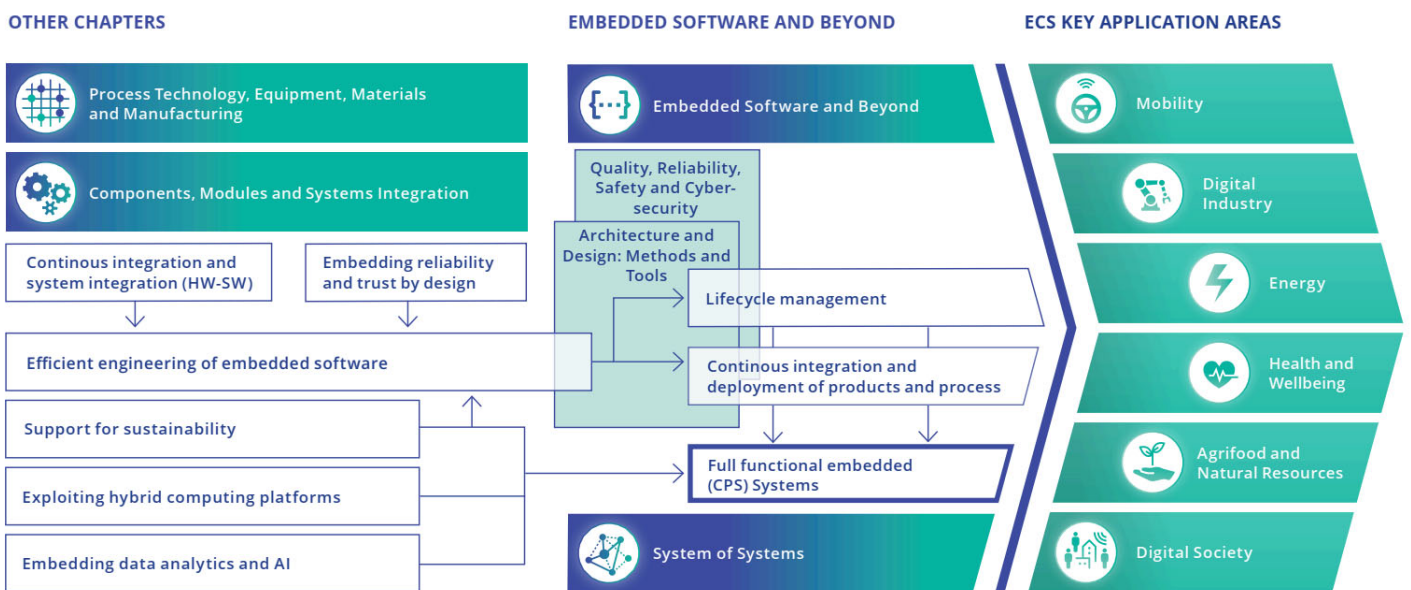 OTHER CHAPTERS
EMBEDDED SOFTWARE AND BEYOND
ECS KEY APPLICATION AREAS
Process Technology, Equipment, Materials
and Manufacturing
Components, Modules and Systems Integration
Continous integration and
system integration (HW-SW)
Embedding reliability
and trust by design
Efficient engineering of embedded software
Support for sustainability
Exploiting hybrid computing platforms
Embedding data analytics and AI
{···}
Embedded Software and Beyond
Quality, Reliability,
Safety and Cyber-
security
Architecture and
Design: Methods and
Tools
Lifecycle management
Continous integration and
deployment of products and process
Full functional embedded
(CPS) Systems
System of Systems
Mobility
Digital
Industry
Energy
Health and
Wellbeing
Agrifood and
Natural Resources
Digital Society